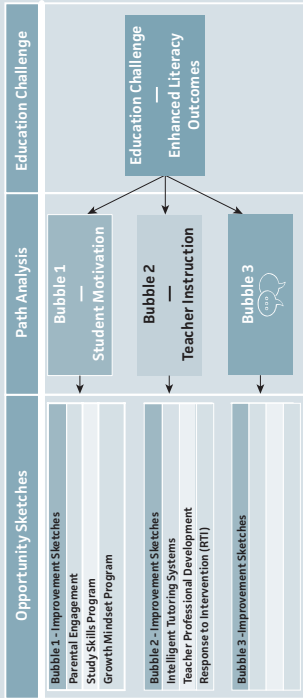 Education Challenge
Path Analysis
Opportunity Sketches
Education Challenge
—
Enhanced Literacy
Outcomes
Bubble 1
—
Student Motivation
Bubble 2
—
Teacher Instruction
Bubble 3
Bubble 1 - Improvement Sketches
Parental Engagement
Study Skills Program
Growth Mindset Program
Bubble 2 - Improvement Sketches
Intelligent Tutoring Systems
Teacher Professional Development
Response to Intervention (RTI)
Bubble 3 -Improvement Sketches